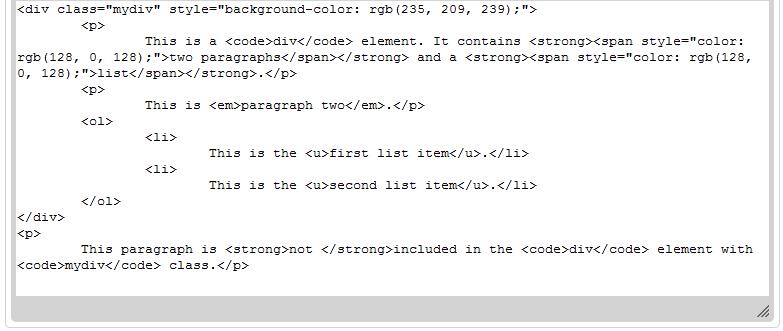 <div class="mydiv" style="background-color: rgb(235, 209, 239);">
<p>
This is a <code>div</code> element. It contains <strong><span style="color:
rgb(128, 0, 128);">two paragraphs</span></strong> and a <strong><span style="color: rgb(128,
0, 128);">list</span></strong>.</p>
<p>
This is <em>paragraph two</em>.</p>
<ol>
<li>
This is the <u>first list item</u>.</li>
<li>
This is the <u>second list item</u>.</li>
</ol>
</div>
<p>
This paragraph is <strong>not </strong>included in the <code>div</code> element with
<code>mydiv</code> class.</p>